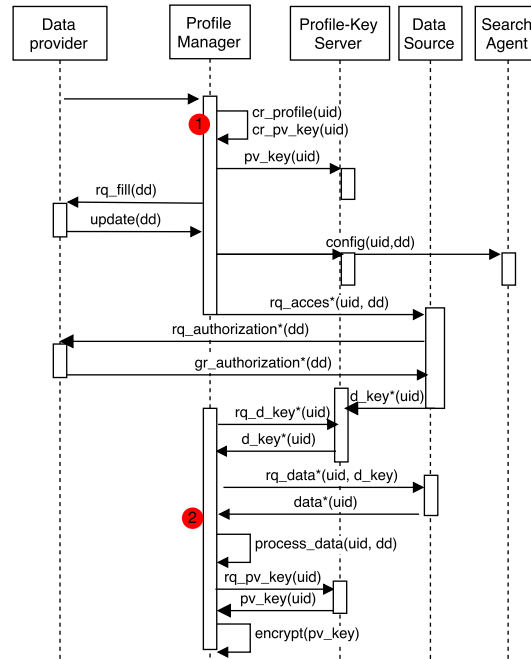 Data
provider
Profile
Manager
Profile-Key
Server
Data
Source
Search
Agent
1
cr_profile(uid)
cr_pv_key(uid)
pv_key(uid)
rq_fill(dd)
update(dd)
config(uid,dd)
rq_acces*(uid, dd)
rq_authorization*(dd)
gr_authorization*(dd)
d_key*(uid)
rq_d_key*(uid)
d_key*(uid)
rq_data*(uid, d_key)
data*(uid)
2
process_data(uid, dd)
rq_pv_key(uid)
pv_key(uid)
encrypt(pv_key)